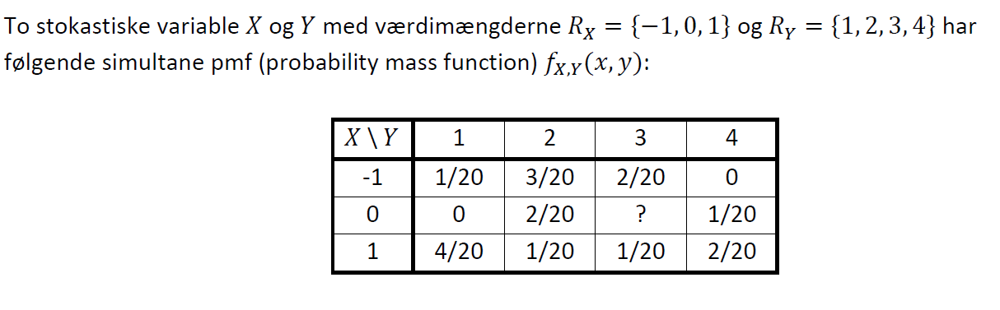 To stokastiske variable X og Y med værdimængderne R_X = {−1, 0, 1} og R_Y = {1, 2, 3, 4} har
følgende simultane pmf (probability mass function) f_{X,Y}(x, y):
X \ Y 1 2 3 4
-1 1/20 3/20 2/20 0
0 0 2/20 ? 1/20
1 4/20 1/20 1/20 2/20